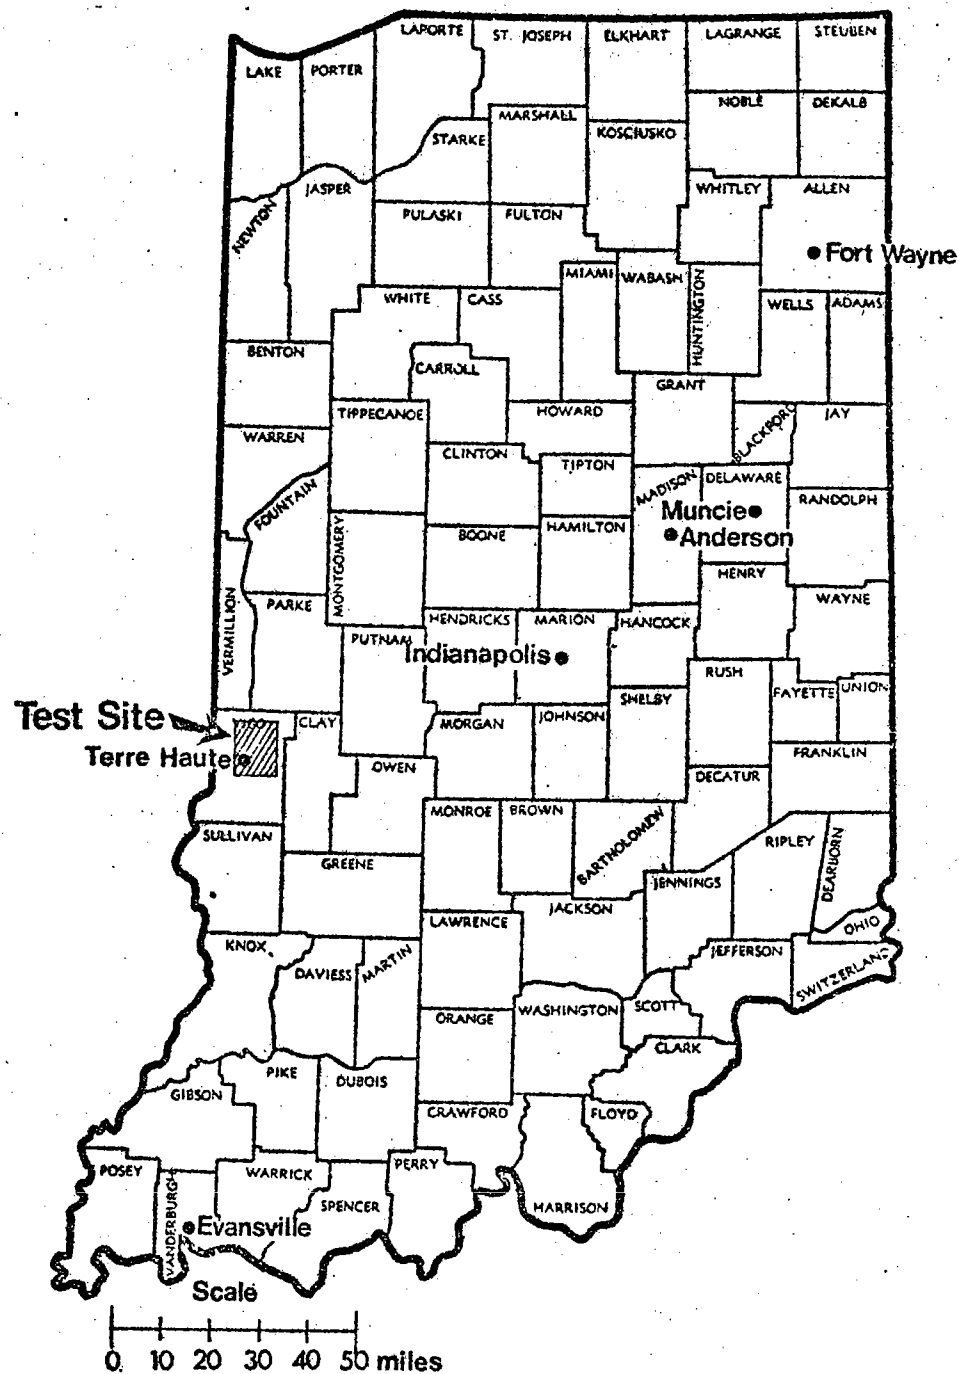 LAPORTE
ST. JOSEPH
ELKHART
LAGRANGE
STEUBEN
LAKE
PORTER
NOBLE
DEKALB
MARSHALL
STARKE
KOSCIUSKO
JASPER
WHITLEY
ALLEN
NEWTON
PULASKI
FULTON
Fort Wayne
MIAMI
WABASH
HUNTINGTON
WHITE
CASS
WELLS
ADAMS
BENTON
CARROLL
GRANT
TIPPECANOE
HOWARD
BLACKFORD
JAY
WARREN
CLINTON
TIPTON
MADISON
DELAWARE
RANDOLPH
FOUNTAIN
Muncie
MONTGOMERY
BOONE
HAMILTON
Anderson
HENRY
VERMILLION
PARKE
WAYNE
HENDRICKS
MARION
HANCOCK
PUTNAM
Indianapolis
RUSH
FAYETTE
UNION
SHELBY
Test Site
VIGO
CLAY
MORGAN
JOHNSON
Terre Haute
FRANKLIN
OWEN
DECATUR
MONROE
BROWN
BARTHOLOMEW
SULLIVAN
RIPLEY
DEARBORN
GREENE
JENNINGS
JACKSON
LAWRENCE
OHIO
KNOX
JEFFERSON
DAVIESS
MARTIN
SWITZERLAND
WASHINGTON
SCOTT
ORANGE
CLARK
PIKE
DUBOIS
GIBSON
CRAWFORD
FLOYD
POSEY
WARRICK
PERRY
VANDERBURGH
SPENCER
HARRISON
Evansville
Scale
0 10 20 30 40 50 miles